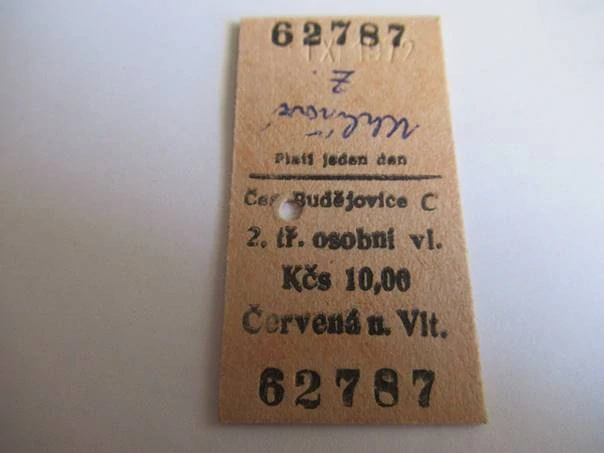 62787
Z.
Platí jeden den
Čes. Budějovice C
2. tř. osobní vl.
Kčs 10,00
Červená n. Vlt.
62787